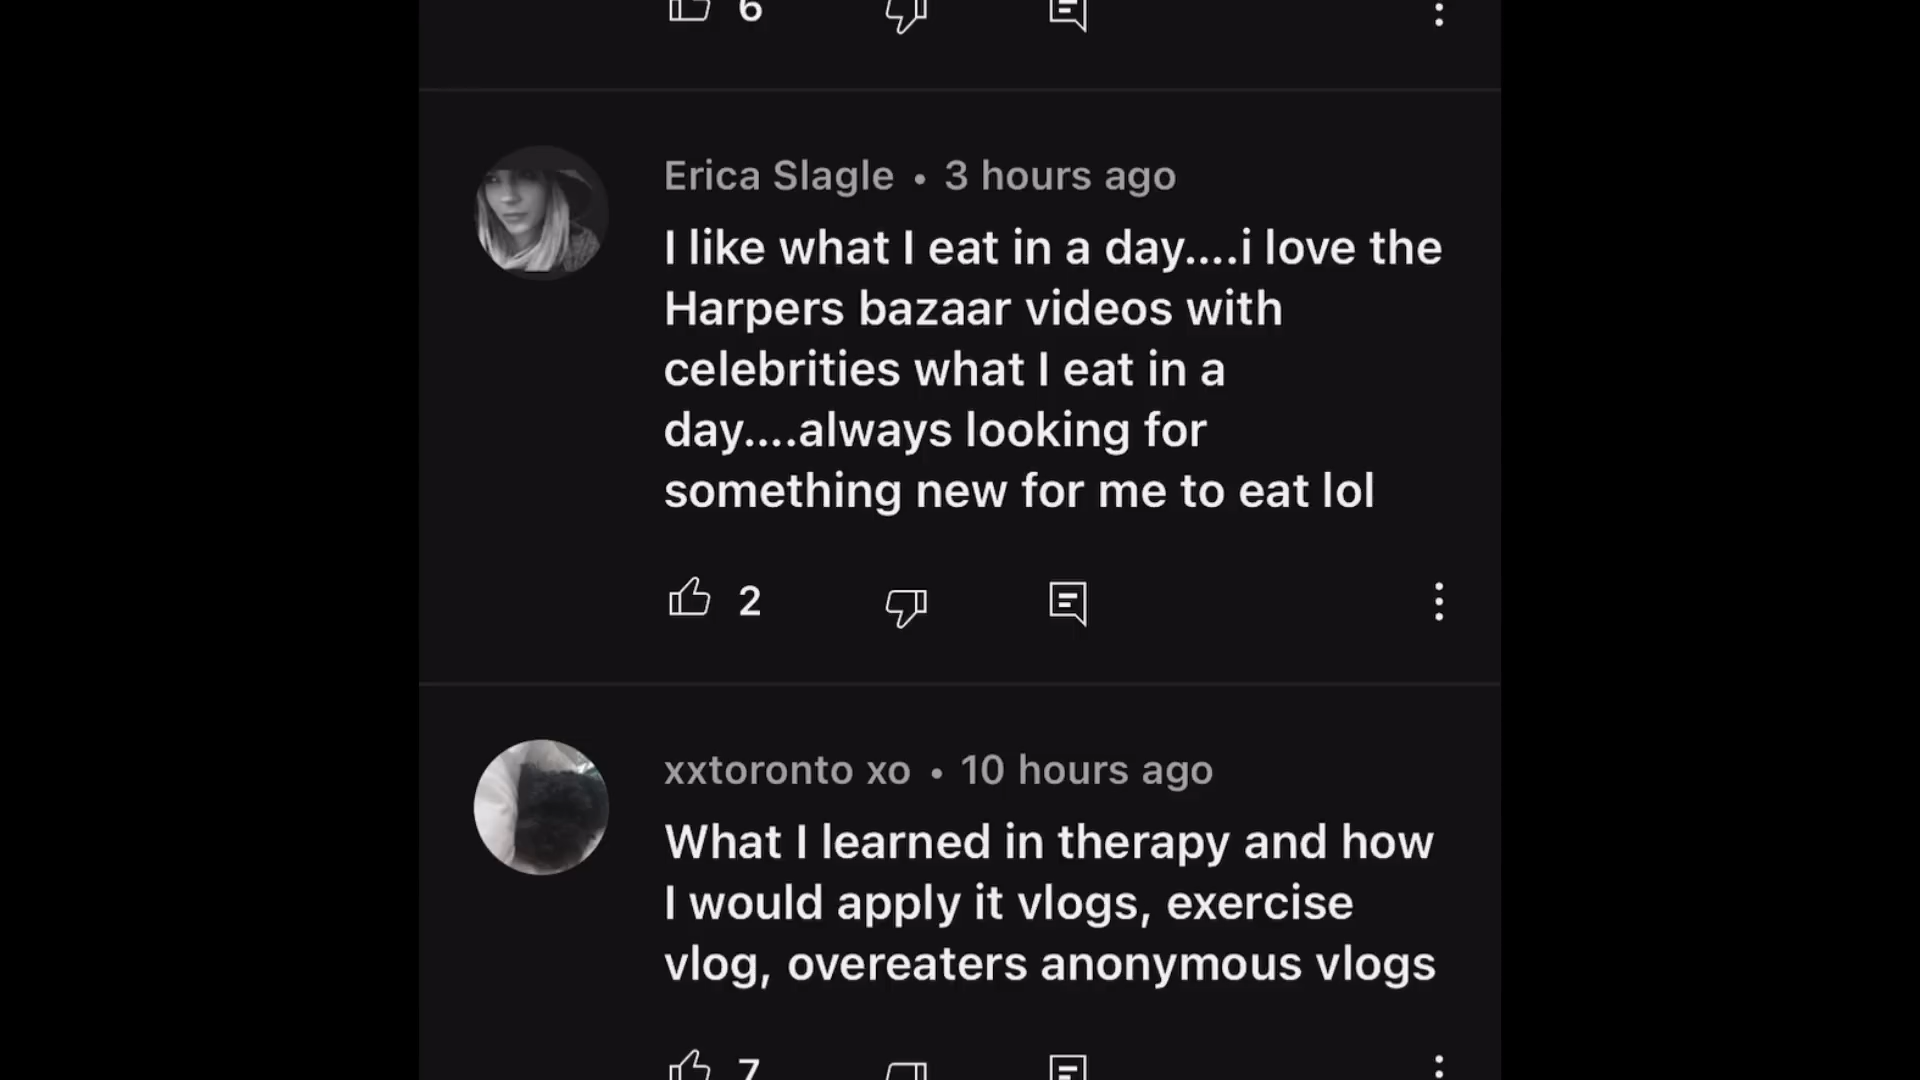 6
Erica Slagle • 3 hours ago
I like what I eat in a day....i love the
Harpers bazaar videos with
celebrities what I eat in a
day....always looking for
something new for me to eat lol
2
xxtoronto xo • 10 hours ago
What I learned in therapy and how
I would apply it vlogs, exercise
vlog, overeaters anonymous vlogs
7